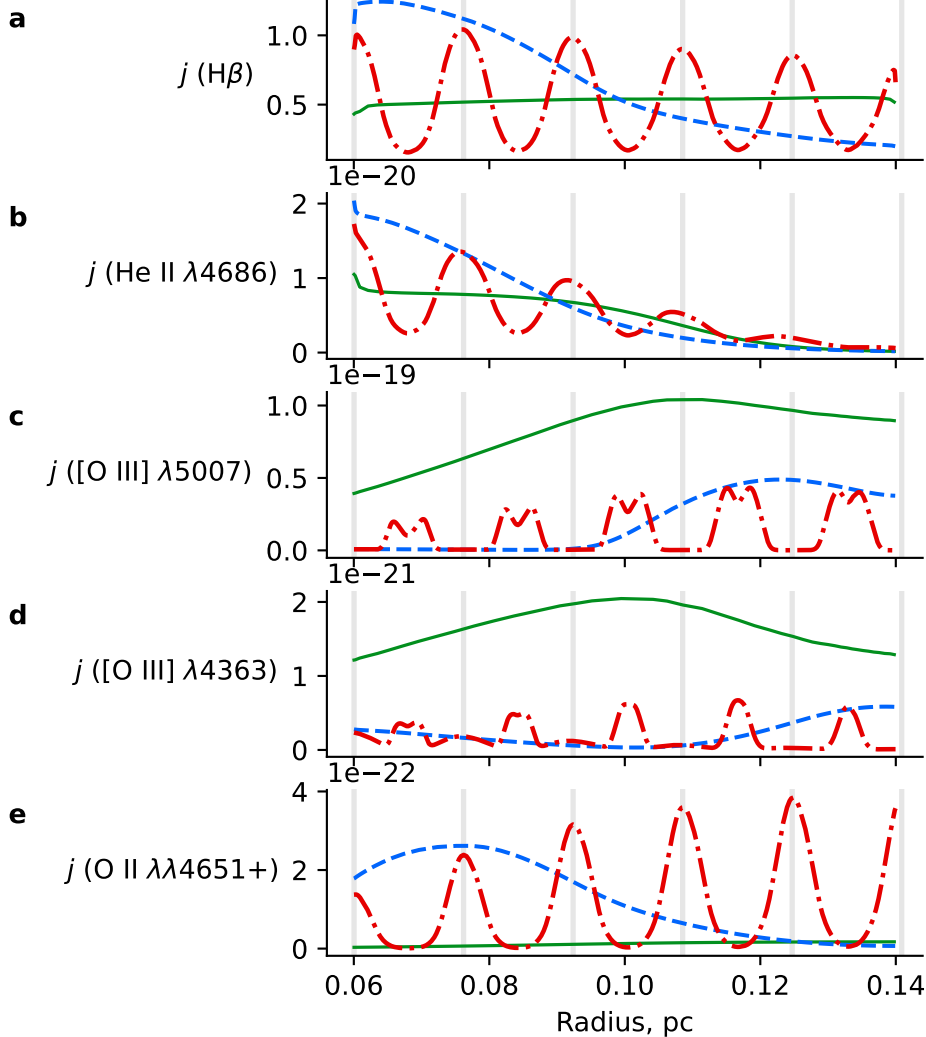 a
1.0
j (Hβ)
0.5
1e−20
b
2
j (He II λ4686)
1
0
1e−19
c
1.0
j ([O III] λ5007)
0.5
0.0
1e−21
d
2
j ([O III] λ4363)
1
0
1e−22
e
4
j (O II λλ4651+)
2
0
0.06 0.08 0.10 0.12 0.14
Radius, pc